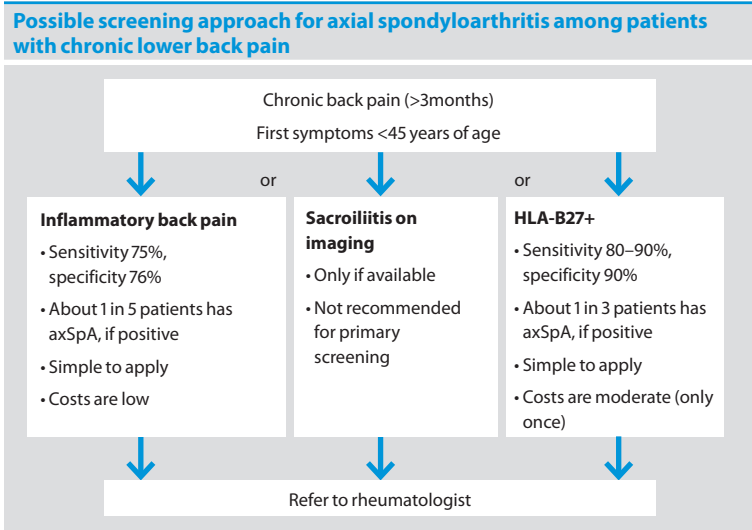 Possible screening approach for axial spondyloarthritis among patients
with chronic lower back pain
Chronic back pain (>3months)
First symptoms <45 years of age
or
or
Inflammatory back pain
• Sensitivity 75%,
specificity 76%
• About 1 in 5 patients has
axSpA, if positive
• Simple to apply
• Costs are low
Sacroiliitis on
imaging
• Only if available
• Not recommended
for primary
screening
HLA-B27+
• Sensitivity 80–90%,
specificity 90%
• About 1 in 3 patients has
axSpA, if positive
• Simple to apply
• Costs are moderate (only
once)
Refer to rheumatologist